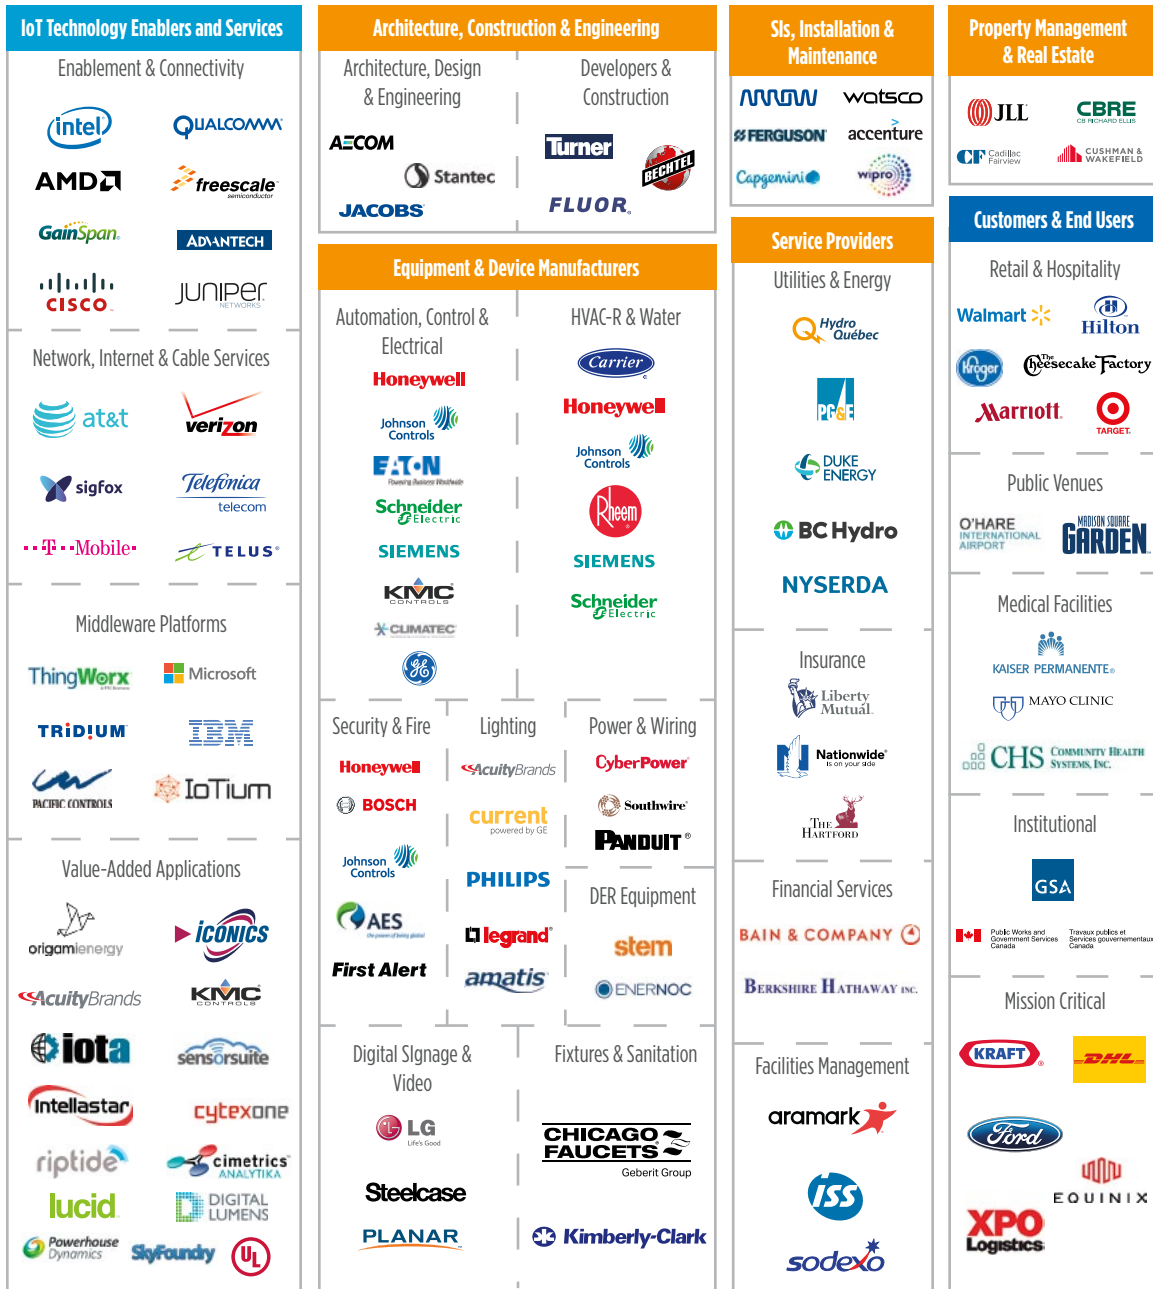 IoT Technology Enablers and Services
Enablement & Connectivity
intel
QUALCOMM
AMD
freescale
semiconductor
GainSpan
ADVANTECH
CISCO
JUNIPER
NETWORKS
Network, Internet & Cable Services
at&t
verizon
sigfox
Telefónica
telecom
T Mobile
TELUS
Middleware Platforms
ThingWorx
Microsoft
TRiDiUM
IBM
PACIFIC CONTROLS
IoTium
Value-Added Applications
origamienergy
iCONICS
AcuityBrands
KMC
CONTROLS
iota
sensorsuite
Intellastar
cytexone
riptide
cimetrics
ANALYTIKA
lucid
DIGITAL
LUMENS
Powerhouse
Dynamics
SkyFoundry
UL
Architecture, Construction & Engineering
Architecture, Design
& Engineering
AECOM
Stantec
JACOBS
Developers &
Construction
Turner
BECHTEL
FLUOR
Equipment & Device Manufacturers
Automation, Control &
Electrical
Honeywell
Johnson
Controls
EATON
Powering Business Worldwide
Schneider
Electric
SIEMENS
KMC
CONTROLS
CLIMATEC
GE
HVAC-R & Water
Carrier
Honeywell
Johnson
Controls
Rheem
SIEMENS
Schneider
Electric
Security & Fire
Honeywell
BOSCH
Johnson
Controls
AES
the power of being global
First Alert
Lighting
AcuityBrands
current
powered by GE
PHILIPS
legrand
amatis
Power & Wiring
CyberPower
Southwire
PANDUIT
DER Equipment
stem
ENERNOC
Digital SIgnage &
Video
LG
Life's Good
Steelcase
PLANAR
Fixtures & Sanitation
CHICAGO
FAUCETS
Geberit Group
Kimberly-Clark
SIs, Installation &
Maintenance
ARROW
watsco
FERGUSON
accenture
Capgemini
wipro
Service Providers
Utilities & Energy
Hydro
Québec
PG&E
DUKE
ENERGY
BC Hydro
NYSERDA
Insurance
Liberty
Mutual
Nationwide
is on your side
THE
HARTFORD
Financial Services
BAIN & COMPANY
BERKSHIRE HATHAWAY INC.
Facilities Management
aramark
ISS
sodexo
Property Management
& Real Estate
JLL
CBRE
CB RICHARD ELLIS
CF Cadillac
Fairview
CUSHMAN &
WAKEFIELD
Customers & End Users
Retail & Hospitality
Walmart
Hilton
Kroger
The
Cheesecake Factory
Marriott
TARGET
Public Venues
O'HARE
INTERNATIONAL
AIRPORT
MADISON SQUARE
GARDEN
Medical Facilities
KAISER PERMANENTE
MAYO CLINIC
CHS COMMUNITY HEALTH
SYSTEMS, INC.
Institutional
GSA
Public Works and
Government Services
Canada
Travaux publics et
Services gouvernementaux
Canada
Mission Critical
KRAFT
DHL
Ford
EQUINIX
XPO
Logistics